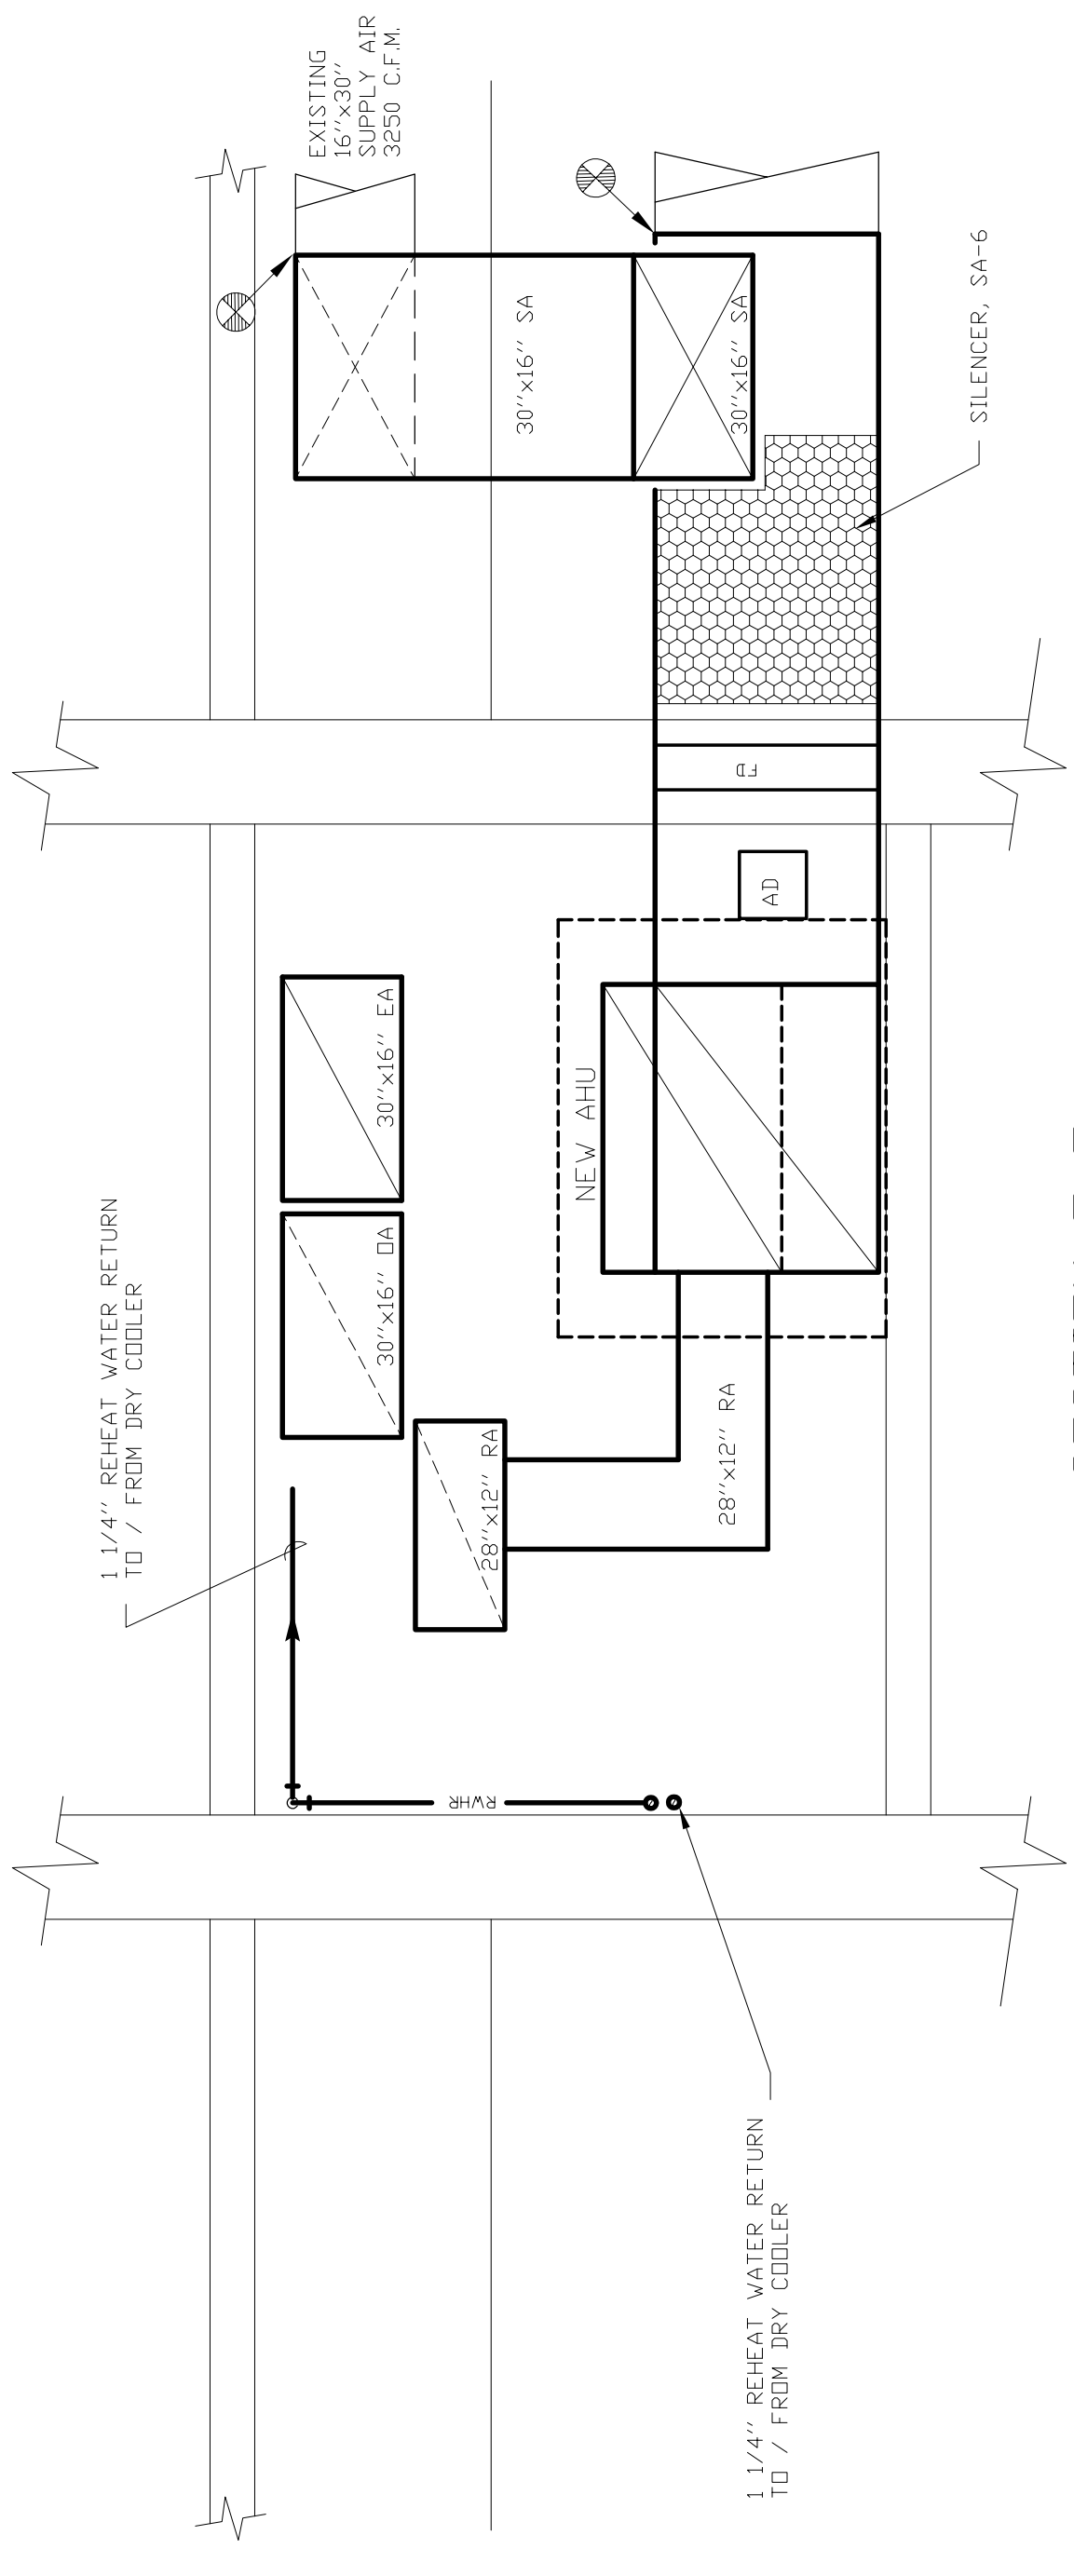 EXISTING
16''x30''
SUPPLY AIR
3250 C.F.M.
30''x16'' SA
30''x16'' SA
SILENCER, SA-6
FD
AD
30''x16'' EA
NEW AHU
30''x16'' OA
1 1/4'' REHEAT WATER RETURN
TO / FROM DRY COOLER
28''x12'' RA
28''x12'' RA
RWHR
1 1/4'' REHEAT WATER RETURN
TO / FROM DRY COOLER